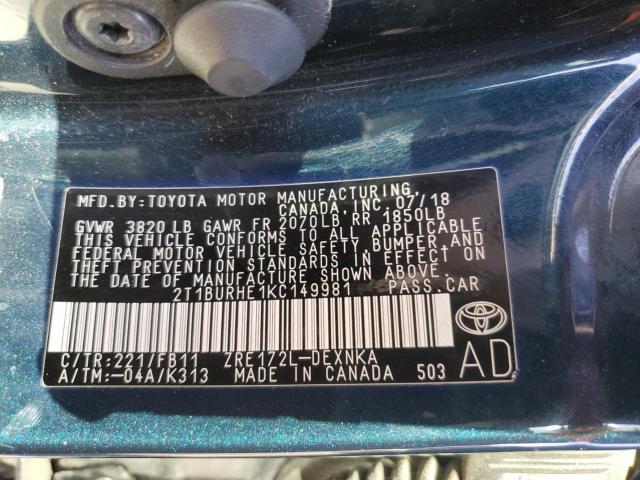 MFD.BY:TOYOTA MOTOR MANUFACTURING
CANADA,INC. 07/18
GVWR 3820 LB GAWR FR 2070LB RR 1850LB
THIS VEHICLE CONFORMS TO ALL APPLICABLE
FEDERAL MOTOR VEHICLE SAFETY, BUMPER, AND
THEFT PREVENTION STANDARDS IN EFFECT ON
THE DATE OF MANUFACTURE SHOWN ABOVE.
2T1BURHE1KC149981 PASS.CAR
C/TR:221/FB11 ZRE172L-DEXNKA
A/TM:-04A/K313 MADE IN CANADA 503
AD